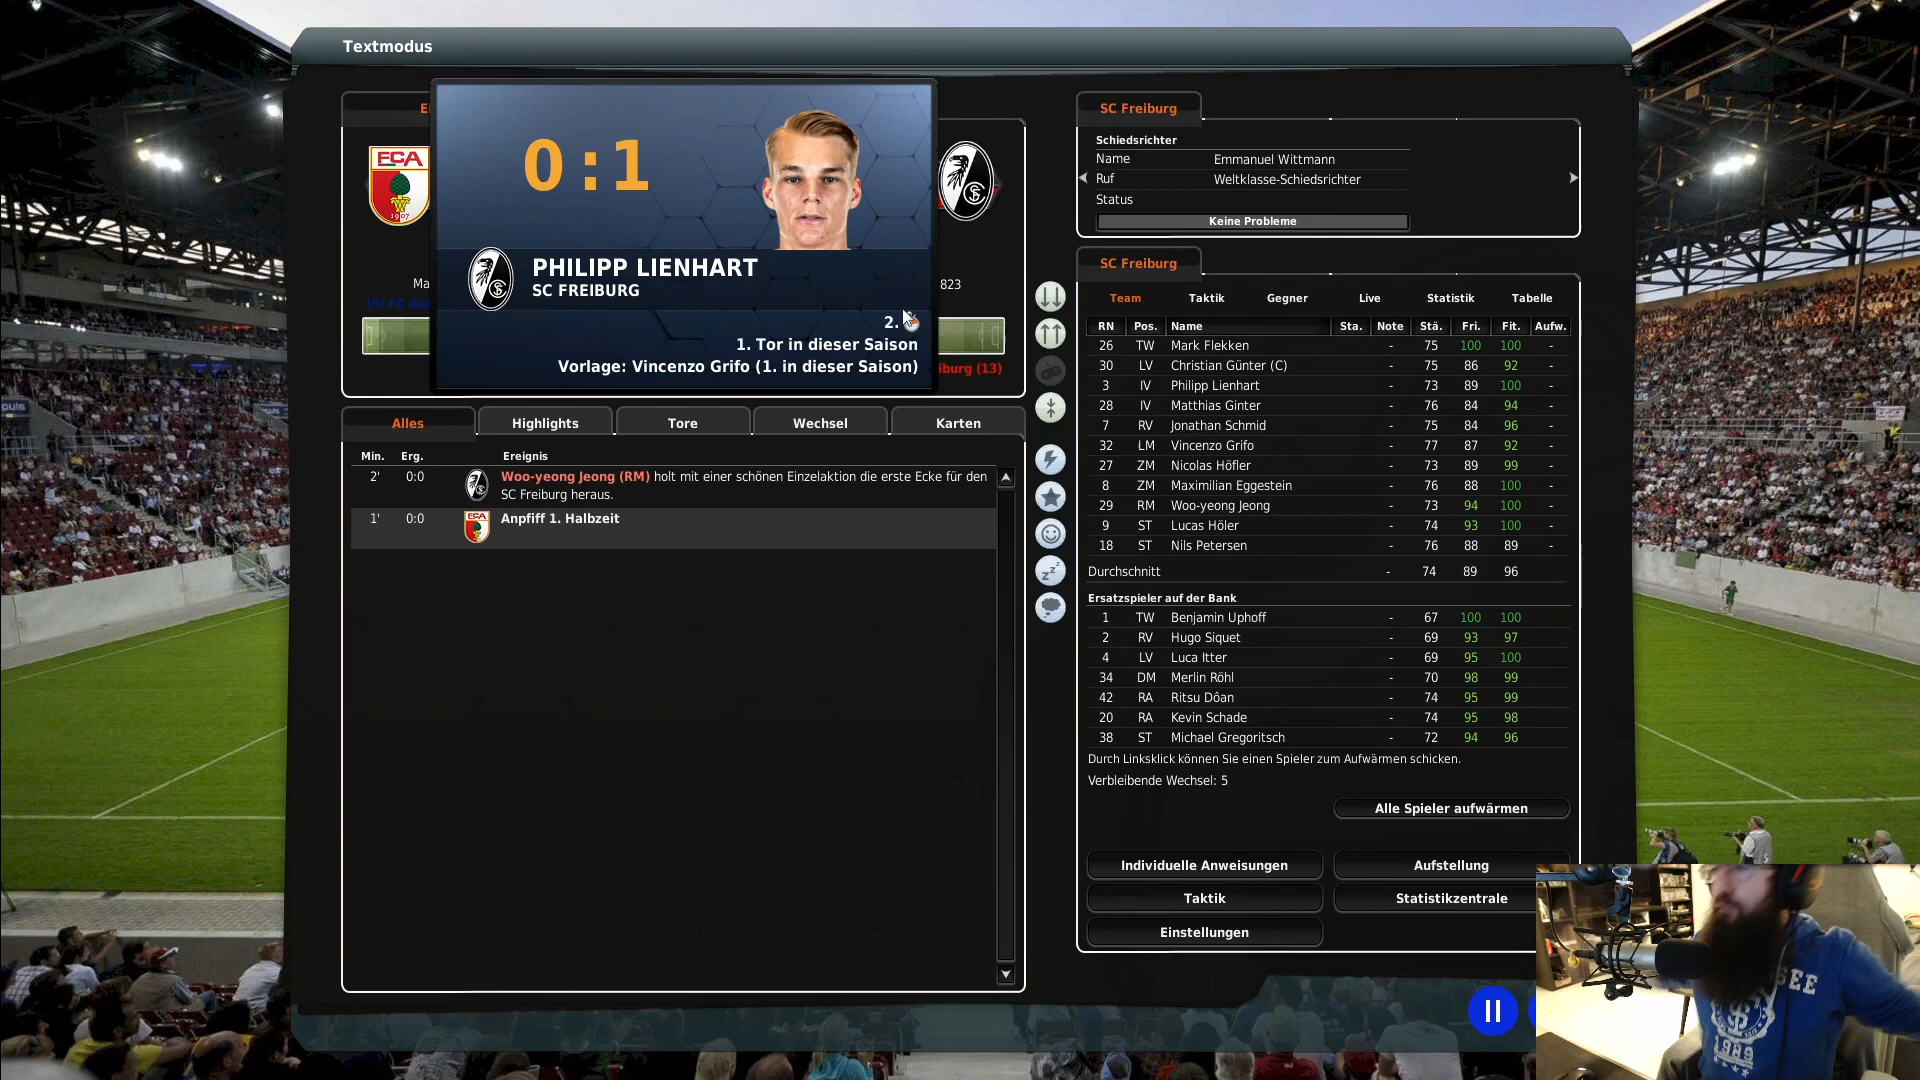 Textmodus
0 : 1
FCA
1907
SC
PHILIPP LIENHART
SC FREIBURG
Ma
823
2.
1. Tor in dieser Saison
Vorlage: Vincenzo Grifo (1. in dieser Saison)
iburg (13)
Alles Highlights Tore Wechsel Karten
Min. Erg. Ereignis
2' 0:0 Woo-yeong Jeong (RM) holt mit einer schönen Einzelaktion die erste Ecke für den
SC Freiburg heraus.
1' 0:0 Anpfiff 1. Halbzeit
SC Freiburg
Schiedsrichter
Name Emmanuel Wittmann
Ruf Weltklasse-Schiedsrichter
Status
Keine Probleme
SC Freiburg
Team Taktik Gegner Live Statistik Tabelle
RN Pos. Name Sta. Note Stä. Fri. Fit. Aufw.
26 TW Mark Flekken - 75 100 100 -
30 LV Christian Günter (C) - 75 86 92 -
3 IV Philipp Lienhart - 73 89 100 -
28 IV Matthias Ginter - 76 84 94 -
7 RV Jonathan Schmid - 75 84 96 -
32 LM Vincenzo Grifo - 77 87 92 -
27 ZM Nicolas Höfler - 73 89 99 -
8 ZM Maximilian Eggestein - 76 88 100 -
29 RM Woo-yeong Jeong - 73 94 100 -
9 ST Lucas Höler - 74 93 100 -
18 ST Nils Petersen - 76 88 89 -
Durchschnitt - 74 89 96
Ersatzspieler auf der Bank
1 TW Benjamin Uphoff - 67 100 100
2 RV Hugo Siquet - 69 93 97
4 LV Luca Itter - 69 95 100
34 DM Merlin Röhl - 70 98 99
42 RA Ritsu Dôan - 74 95 99
20 RA Kevin Schade - 74 95 98
38 ST Michael Gregoritsch - 72 94 96
Durch Linksklick können Sie einen Spieler zum Aufwärmen schicken.
Verbleibende Wechsel: 5
Alle Spieler aufwärmen
Individuelle Anweisungen Aufstellung
Taktik Statistikzentrale
Einstellungen
1989